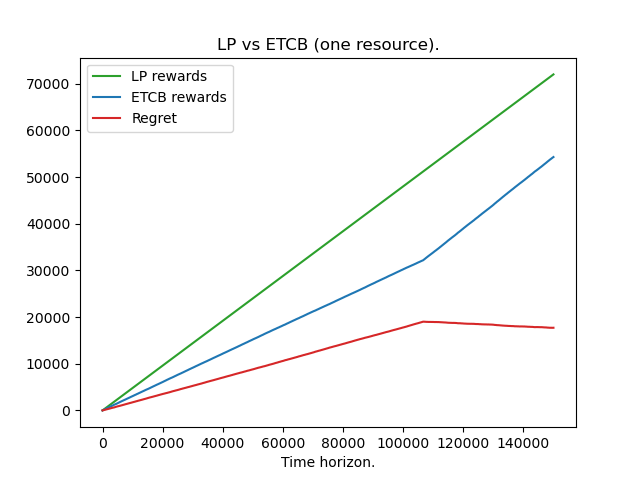 LP vs ETCB (one resource).
LP rewards
ETCB rewards
Regret
70000
60000
50000
40000
30000
20000
10000
0
0 20000 40000 60000 80000 100000 120000 140000
Time horizon.